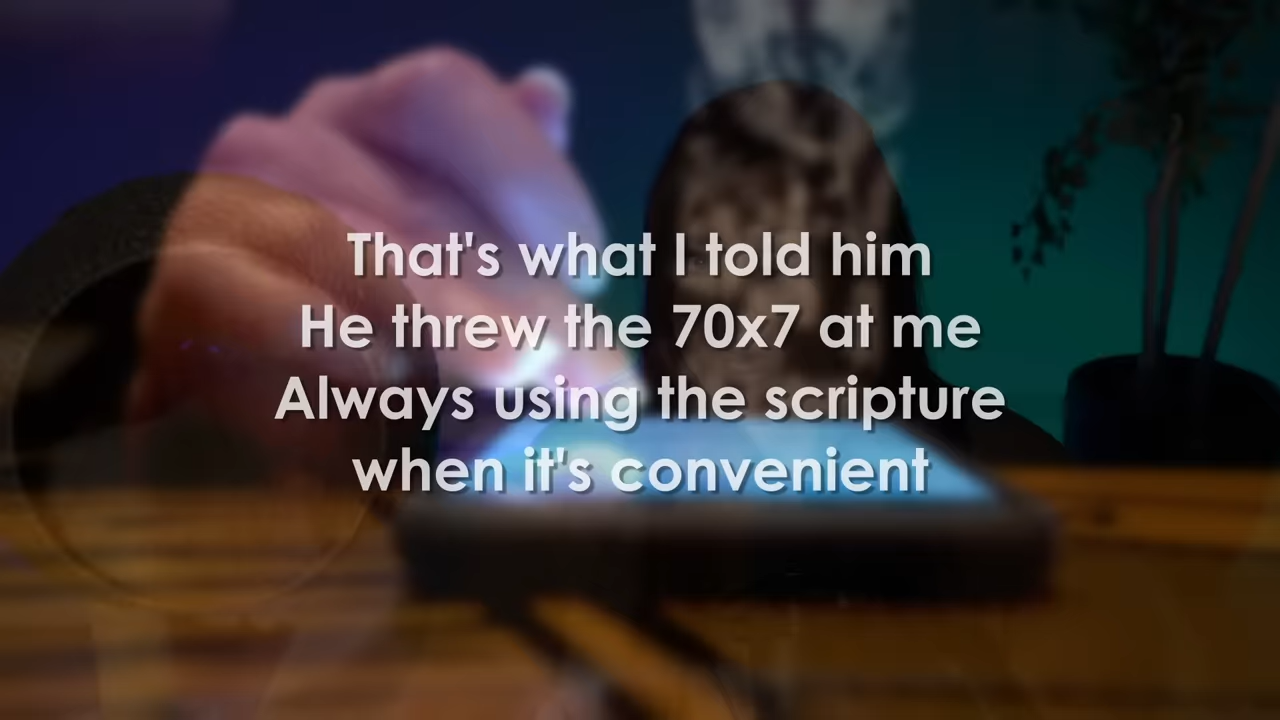 That's what I told him
He threw the 70x7 at me
Always using the scripture
when it's convenient